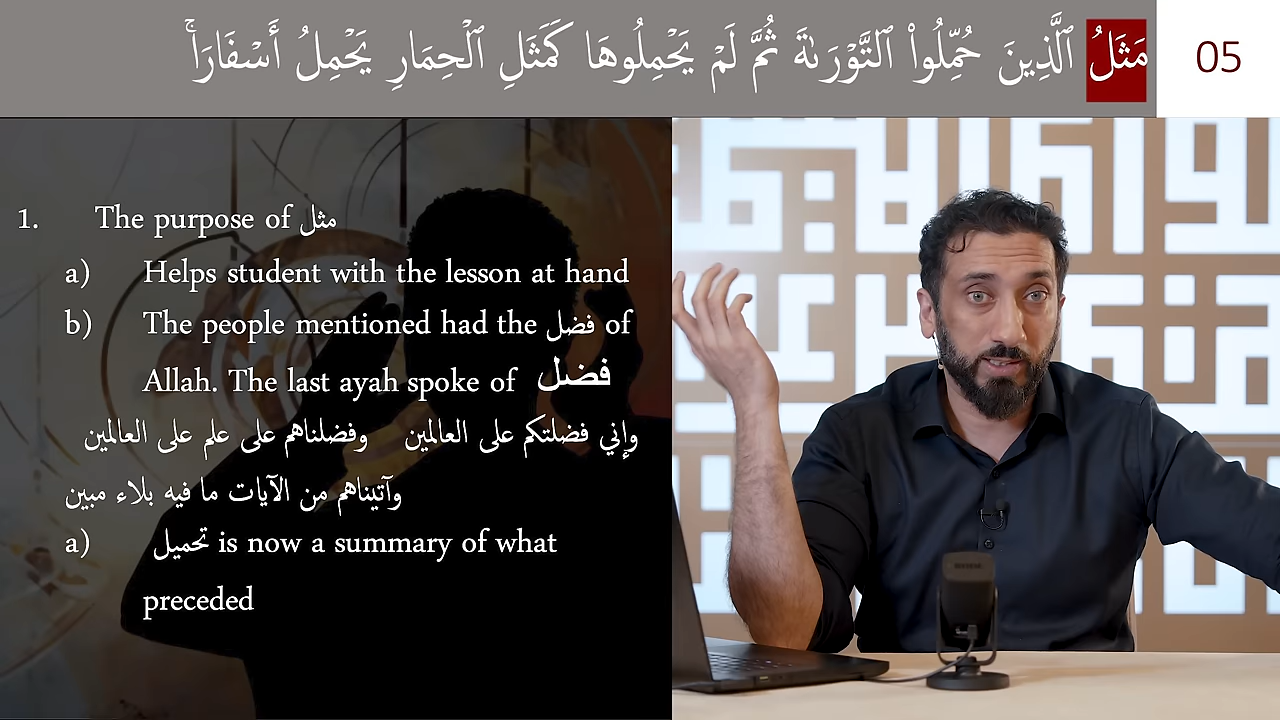 مَثَلُ ٱلَّذِينَ حُمِّلُوا۟ ٱلتَّوْرَىٰةَ ثُمَّ لَمْ يَحْمِلُوهَا كَمَثَلِ ٱلْحِمَارِ يَحْمِلُ أَسْفَارًۢا ۚ
05
1. The purpose of مثل
a) Helps student with the lesson at hand
b) The people mentioned had the فضل of
Allah. The last ayah spoke of فضل
وإني فضلتكم على العالمين وفضلناهم على علم على العالمين
وآتيناهم من الآيات ما فيه بلاء مبين
a) تحميل is now a summary of what
preceded